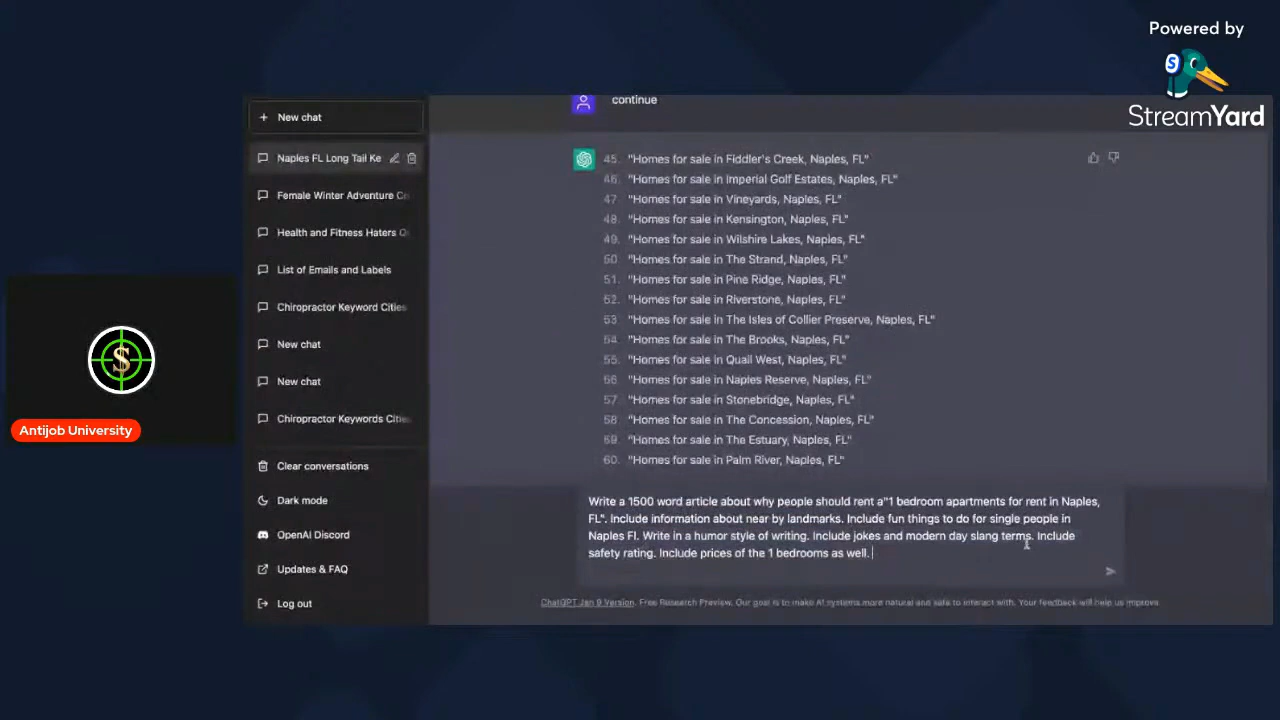 Powered by
StreamYard
S
New chat
Naples FL Long Tail Ke
Female Winter Adventure Co
Health and Fitness Haters Q
List of Emails and Labels
Chiropractor Keyword Cities
New chat
New chat
Chiropractor Keywords Cities
Clear conversations
Dark mode
OpenAI Discord
Updates & FAQ
Log out
$
Antijob University
continue
45. "Homes for sale in Fiddler's Creek, Naples, FL"
46. "Homes for sale in Imperial Golf Estates, Naples, FL"
47. "Homes for sale in Vineyards, Naples, FL"
48. "Homes for sale in Kensington, Naples, FL"
49. "Homes for sale in Wilshire Lakes, Naples, FL"
50. "Homes for sale in The Strand, Naples, FL"
51. "Homes for sale in Pine Ridge, Naples, FL"
52. "Homes for sale in Riverstone, Naples, FL"
53. "Homes for sale in The Isles of Collier Preserve, Naples, FL"
54. "Homes for sale in The Brooks, Naples, FL"
55. "Homes for sale in Quail West, Naples, FL"
56. "Homes for sale in Naples Reserve, Naples, FL"
57. "Homes for sale in Stonebridge, Naples, FL"
58. "Homes for sale in The Concession, Naples, FL"
59. "Homes for sale in The Estuary, Naples, FL"
60. "Homes for sale in Palm River, Naples, FL"
Write a 1500 word article about why people should rent a"1 bedroom apartments for rent in Naples,
FL". Include information about near by landmarks. Include fun things to do for single people in
Naples Fl. Write in a humor style of writing. Include jokes and modern day slang terms. Include
safety rating. Include prices of the 1 bedrooms as well.
ChatGPT Jan 9 Version. Free Research Preview. Our goal is to make AI systems more natural and safe to interact with. Your feedback will help us improve.